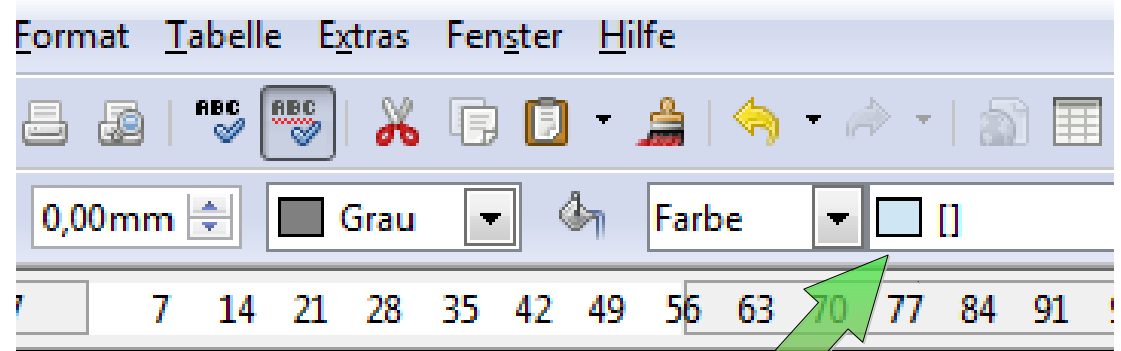 Format Tabelle Extras Fenster Hilfe
ABC ABC
0,00mm Grau Farbe []
7 7 14 21 28 35 42 49 56 63 70 77 84 91